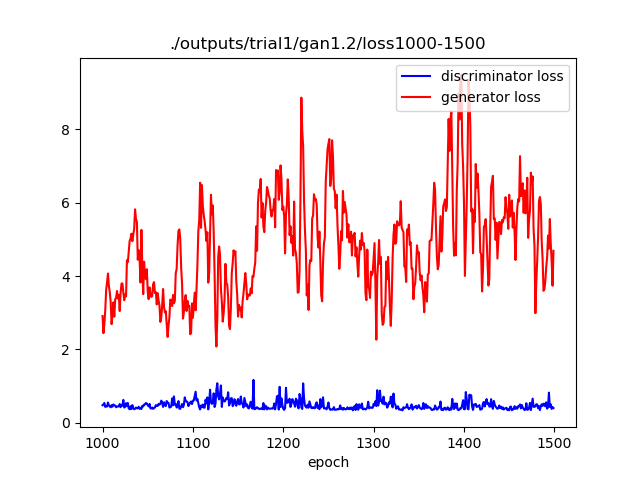 ./outputs/trial1/gan1.2/loss1000-1500
discriminator loss
generator loss
8
6
4
2
0
1000 1100 1200 1300 1400 1500
epoch